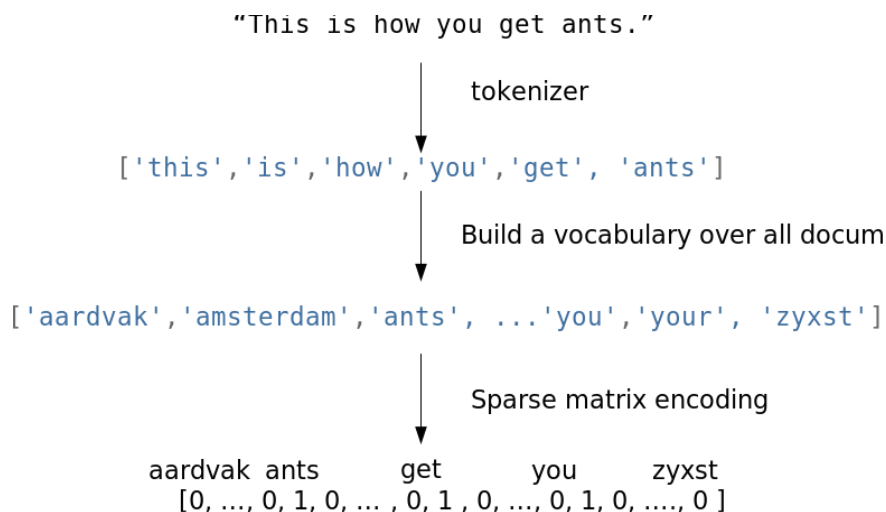 “This is how you get ants.”
tokenizer
['this','is','how','you','get', 'ants']
Build a vocabulary over all docum
['aardvak','amsterdam','ants', ...'you','your', 'zyxst']
Sparse matrix encoding
aardvak ants get you zyxst
[0, …, 0, 1, 0, … , 0, 1 , 0, …, 0, 1, 0, …., 0 ]